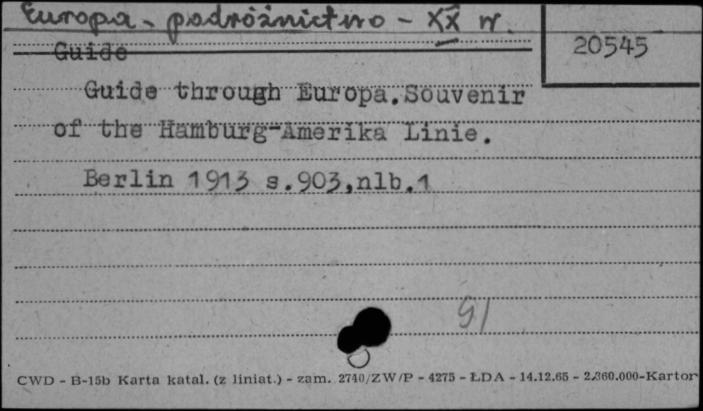 Europa - podróżnictwo - XX w.
20545
Guide
Guide through Europa.Souvenir
of the Hamburg-Amerika Linie.
Berlin 1913 s.903,nlb.1
91
CWD - B-15b Karta katal. (z liniat.) - zam. 2740/ZW/P - 4275 - ŁDA - 14.12.65 - 2.360.000-Karton